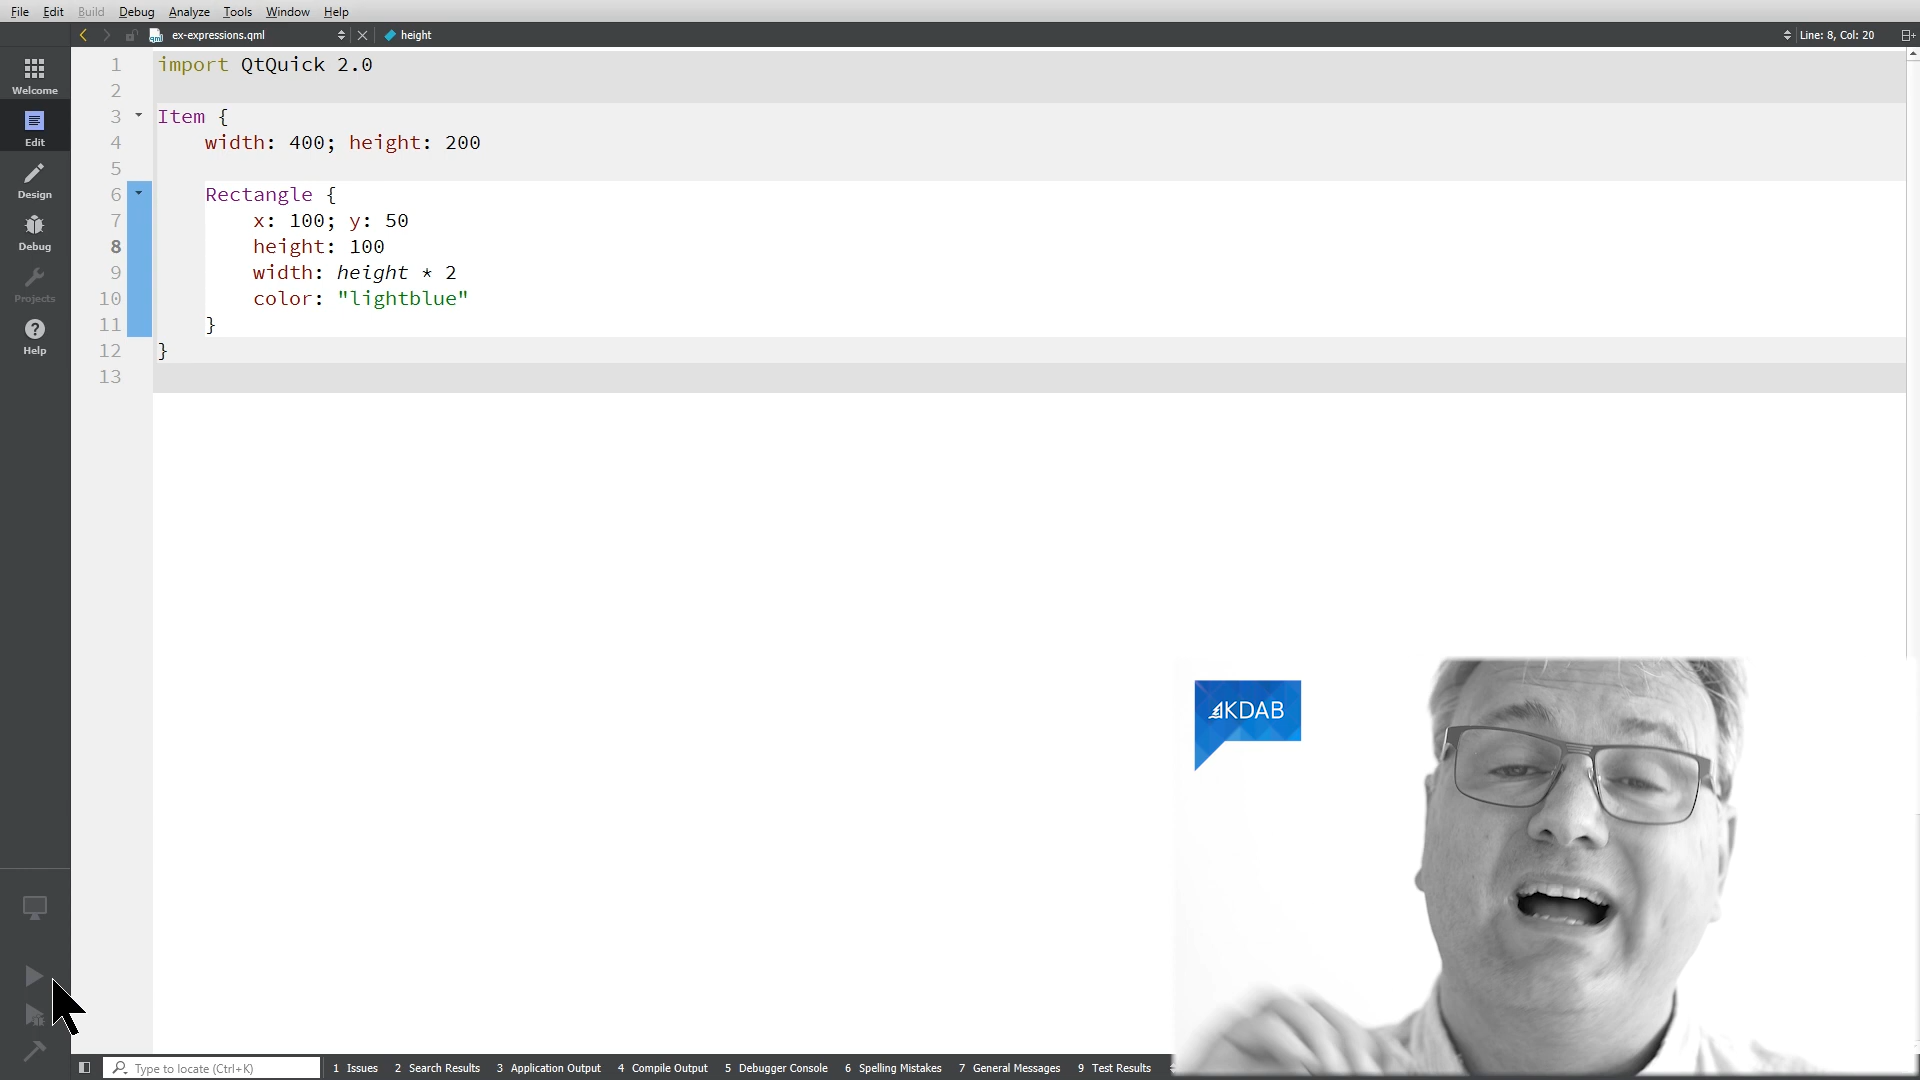 File Edit Build Debug Analyze Tools Window Help
ex-expressions.qml height Line: 8, Col: 20
Welcome
Edit
Design
Debug
Projects
Help
1 import QtQuick 2.0
2
3 Item {
4 width: 400; height: 200
5
6 Rectangle {
7 x: 100; y: 50
8 height: 100
9 width: height * 2
10 color: "lightblue"
11 }
12 }
13
KDAB
Type to locate (Ctrl+K) 1 Issues 2 Search Results 3 Application Output 4 Compile Output 5 Debugger Console 6 Spelling Mistakes 7 General Messages 9 Test Results